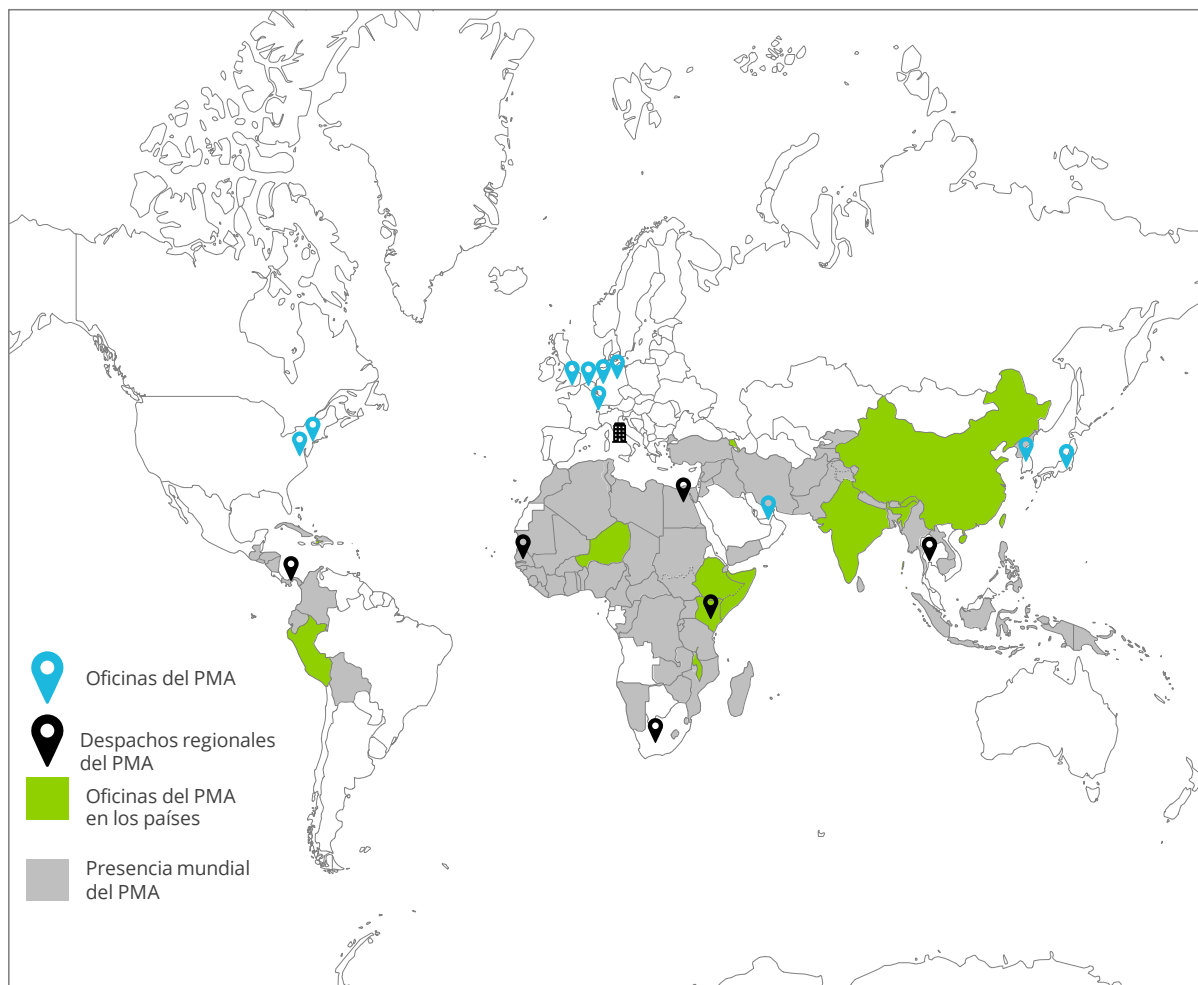 Oficinas del PMA
Despachos regionales
del PMA
Oficinas del PMA
en los países
Presencia mundial
del PMA